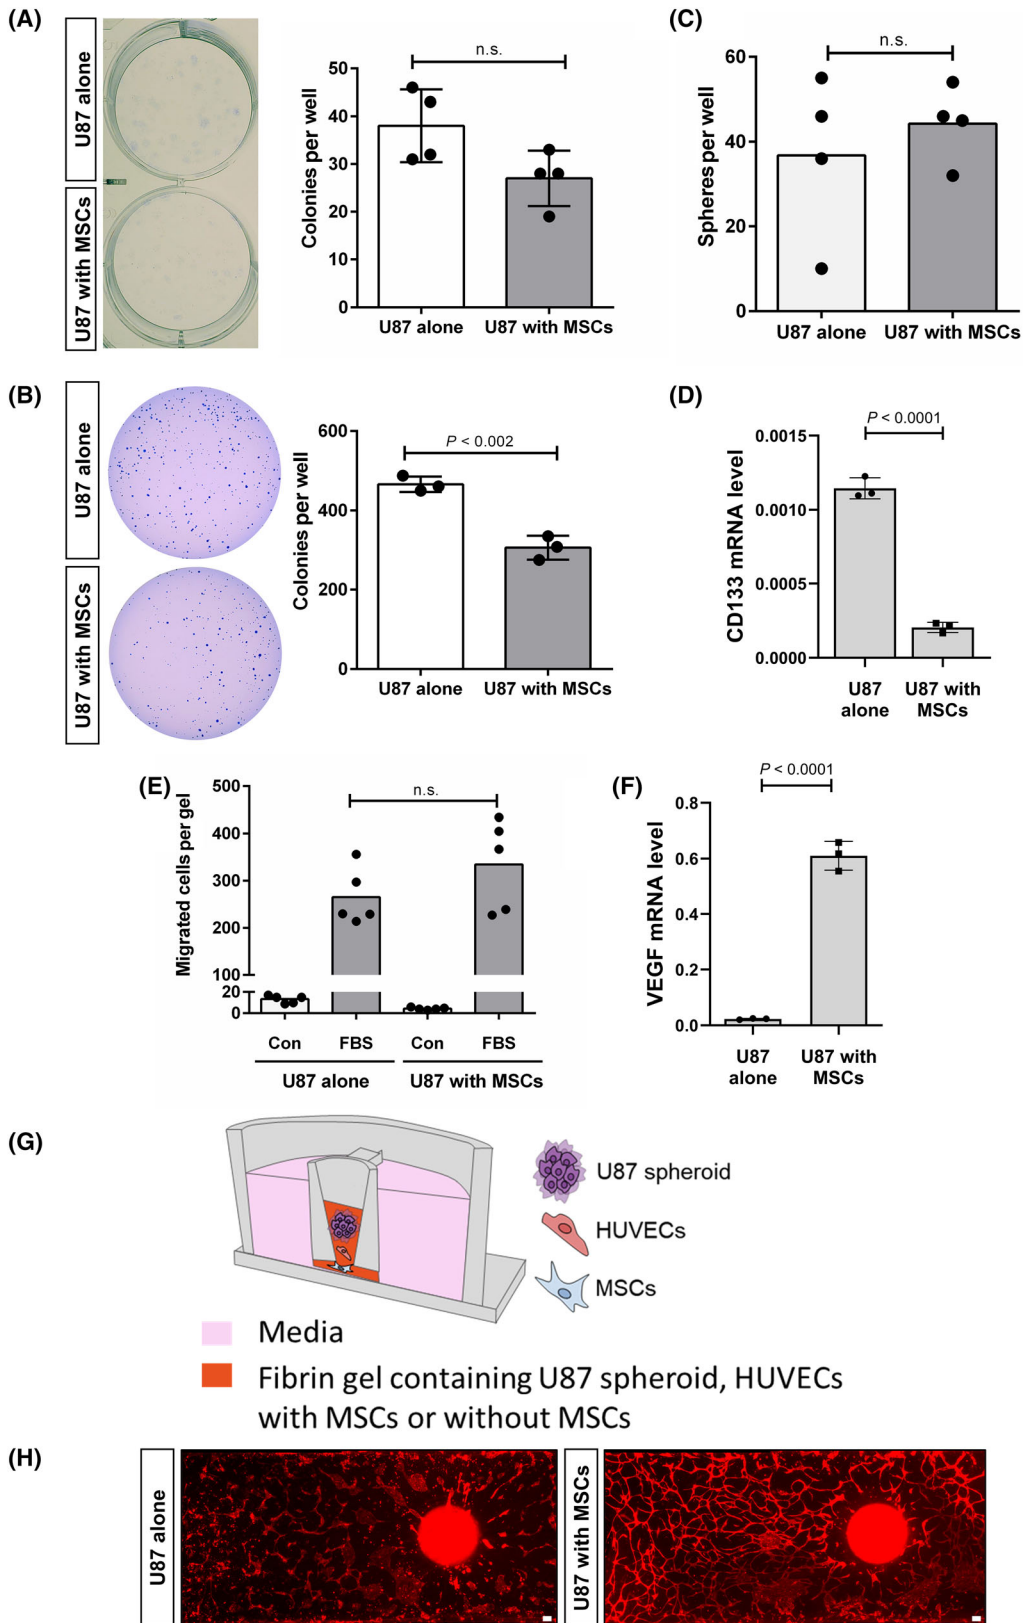 (A)
U87 alone
U87 with MSCs
Colonies per well
n.s.
50
40
30
20
10
0
U87 alone
U87 with MSCs
(C)
Spheres per well
n.s.
60
40
20
0
U87 alone
U87 with MSCs
(B)
U87 alone
U87 with MSCs
Colonies per well
P < 0.002
600
400
200
0
U87 alone
U87 with MSCs
(D)
CD133 mRNA level
P < 0.0001
0.0015
0.0010
0.0005
0.0000
U87
alone
U87 with
MSCs
(E)
Migrated cells per gel
n.s.
500
400
300
200
100
20
0
Con
FBS
Con
FBS
U87 alone
U87 with MSCs
(F)
VEGF mRNA level
P < 0.0001
0.8
0.6
0.4
0.2
0.0
U87
alone
U87 with
MSCs
(G)
U87 spheroid
HUVECs
MSCs
Media
Fibrin gel containing U87 spheroid, HUVECs
with MSCs or without MSCs
(H)
U87 alone
U87 with MSCs